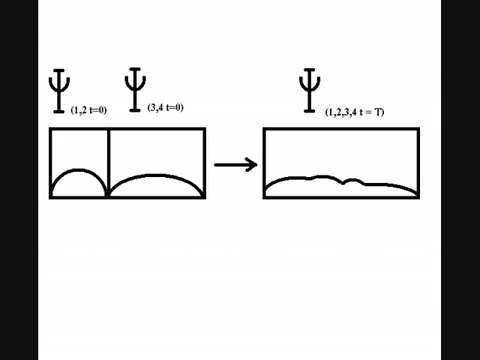 Ψ (1,2 t=0)
Ψ (3,4 t=0)
Ψ (1,2,3,4 t = T)